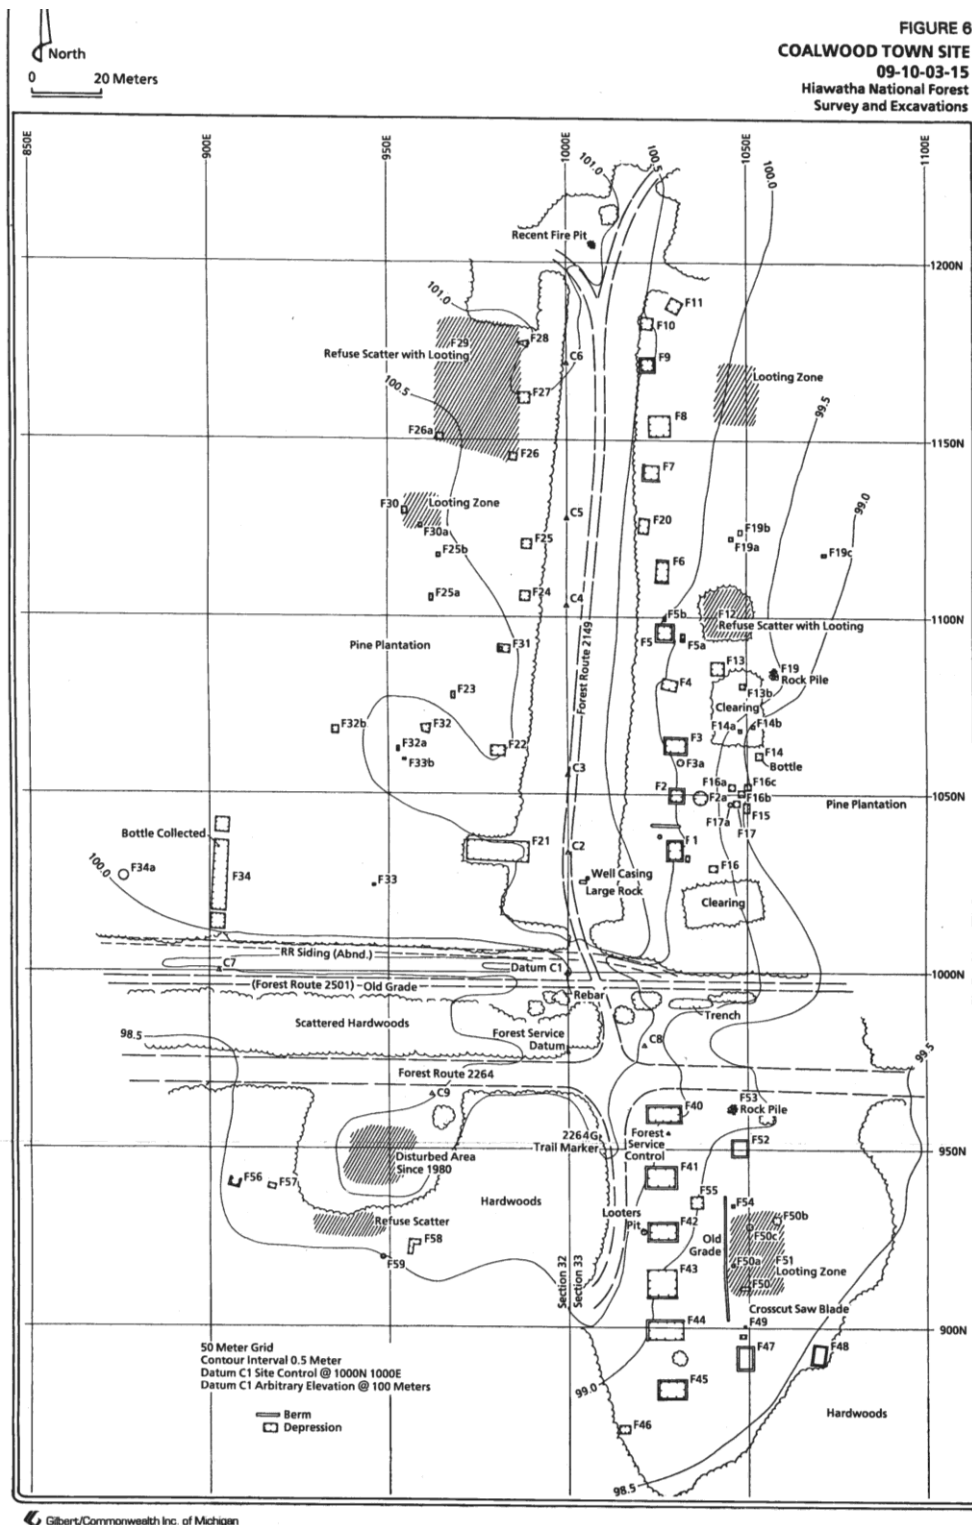 FIGURE 6
COALWOOD TOWN SITE
09-10-03-15
Hiawatha National Forest
Survey and Excavations
North
0 20 Meters
850E
900E
950E
1000E
1050E
1100E
101.0
100.5
100.0
Recent Fire Pit
1200N
101.0
F11
F10
F29
F28
Refuse Scatter with Looting
C6
F9
Looting Zone
100.5
F27
99.5
F8
F26a
1150N
F26
F7
99.0
F30
Looting Zone
C5
F30a
F20
F19b
F25
F19a
F25b
F19c
F6
F25a
F24
C4
F5b
F12
1100N
Refuse Scatter with Looting
Pine Plantation
F31
F5
F5a
Forest Route 2149
F13
F19
Rock Pile
F4
F13b
F23
Clearing
F32b
F32
F14a
F14b
F32a
F22
F3
F33b
F3a
F14
Bottle
C3
F16a
F16c
F2
F2a
F16b
1050N
Pine Plantation
F17a
F15
F17
Bottle Collected
F21
C2
F1
100.0
F34a
F34
F33
Well Casing
Large Rock
F16
Clearing
RR Siding (Abnd.)
C7
Datum C1
1000N
(Forest Route 2501) - Old Grade
Rebar
Trench
Scattered Hardwoods
98.5
Forest Service
Datum
C8
99.5
Forest Route 2264
C9
F40
F53
Rock Pile
2264G
Trail Marker
Forest
Service
Control
F52
950N
Disturbed Area
Since 1980
F41
F56
F57
Hardwoods
F55
F54
Refuse Scatter
Looters
Pit
F42
F50b
F50c
F58
Old
Grade
F59
F50a
F51
Looting Zone
Section 32
Section 33
F43
F50
Crosscut Saw Blade
F44
F49
900N
50 Meter Grid
Contour Interval 0.5 Meter
Datum C1 Site Control @ 1000N 1000E
Datum C1 Arbitrary Elevation @ 100 Meters
F47
F48
99.0
F45
Berm
Depression
F46
Hardwoods
98.5
Gilbert/Commonwealth Inc. of Michigan